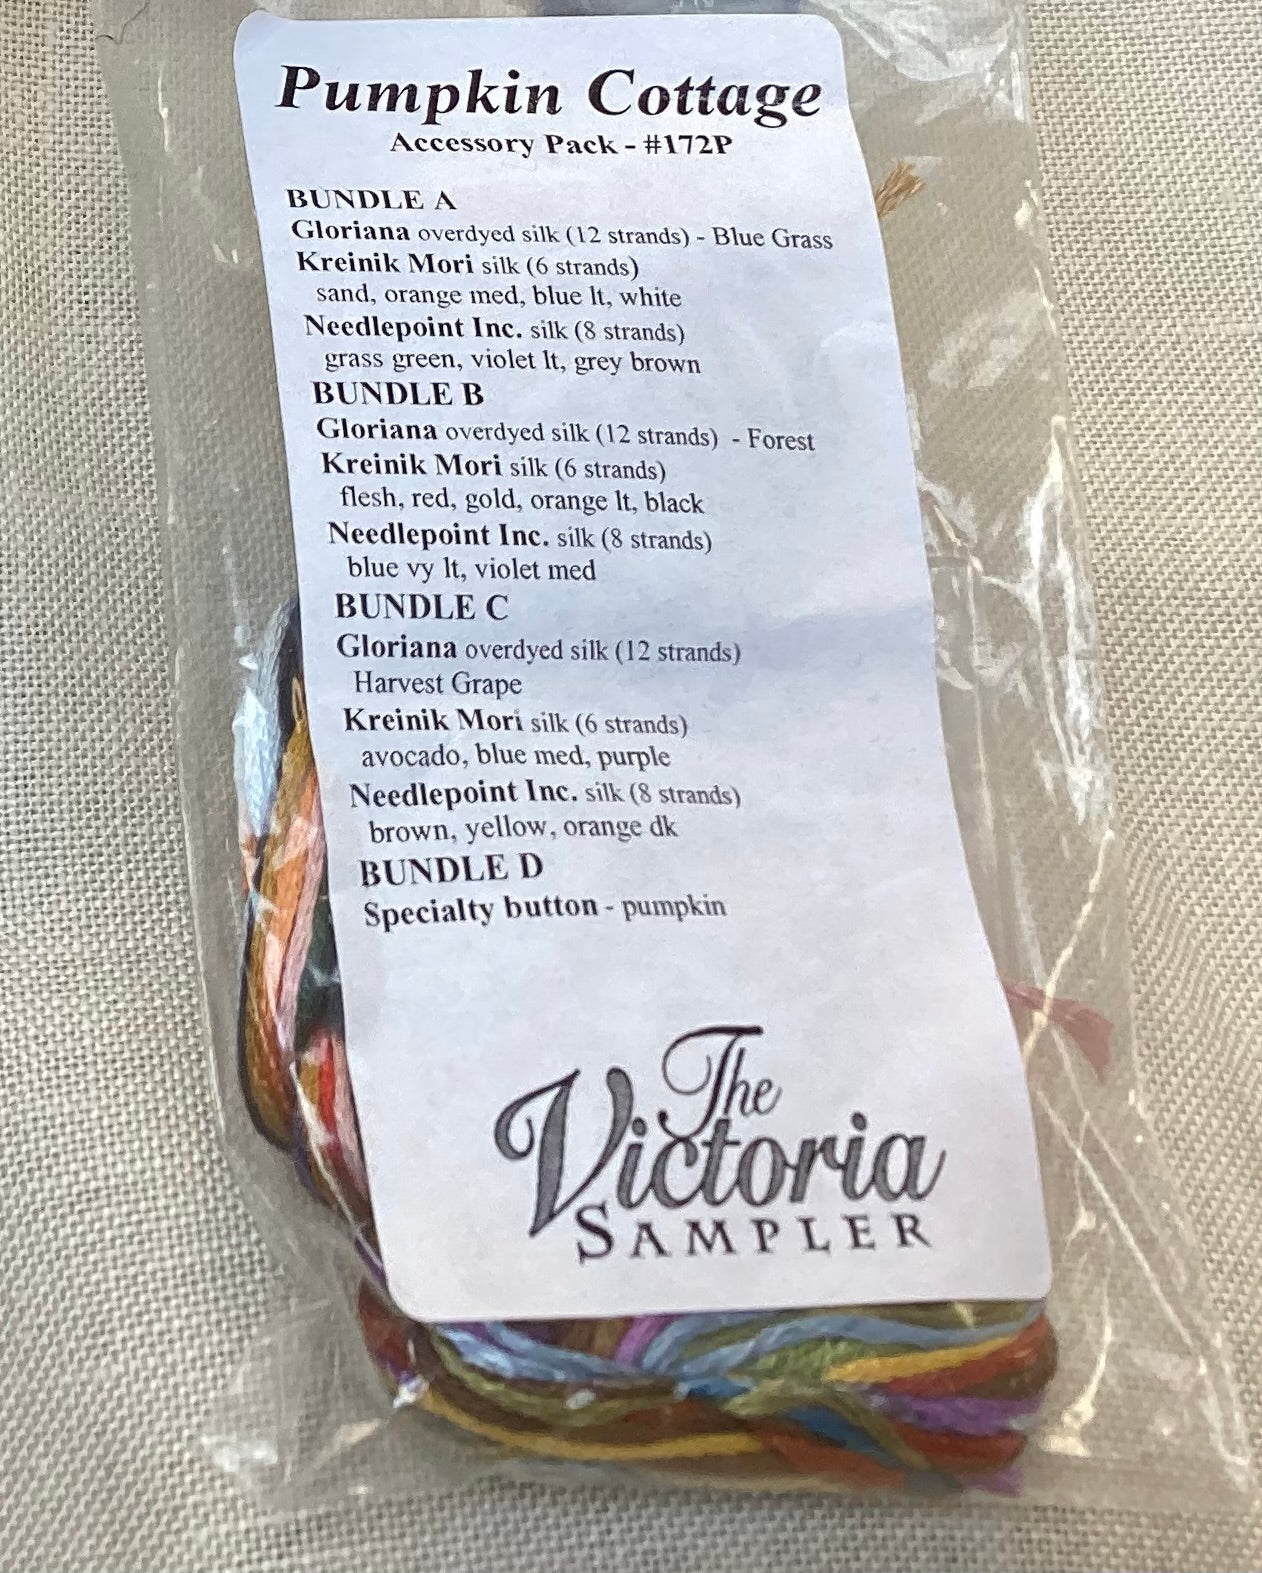 Pumpkin Cottage
Accessory Pack - #172P
BUNDLE A
Gloriana overdyed silk (12 strands) - Blue Grass
Kreinik Mori silk (6 strands)
sand, orange med, blue lt, white
Needlepoint Inc. silk (8 strands)
grass green, violet lt, grey brown
BUNDLE B
Gloriana overdyed silk (12 strands) - Forest
Kreinik Mori silk (6 strands)
flesh, red, gold, orange lt, black
Needlepoint Inc. silk (8 strands)
blue vy lt, violet med
BUNDLE C
Gloriana overdyed silk (12 strands)
Harvest Grape
Kreinik Mori silk (6 strands)
avocado, blue med, purple
Needlepoint Inc. silk (8 strands)
brown, yellow, orange dk
BUNDLE D
Specialty button - pumpkin
The
Victoria
SAMPLER